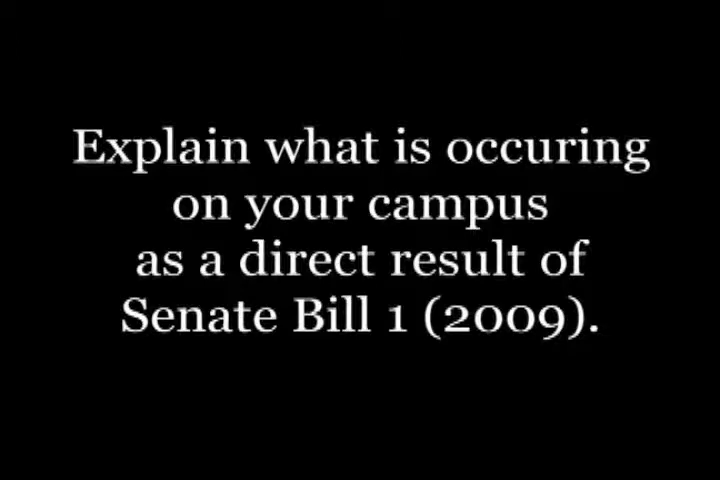 Explain what is occuring
on your campus
as a direct result of
Senate Bill 1 (2009).